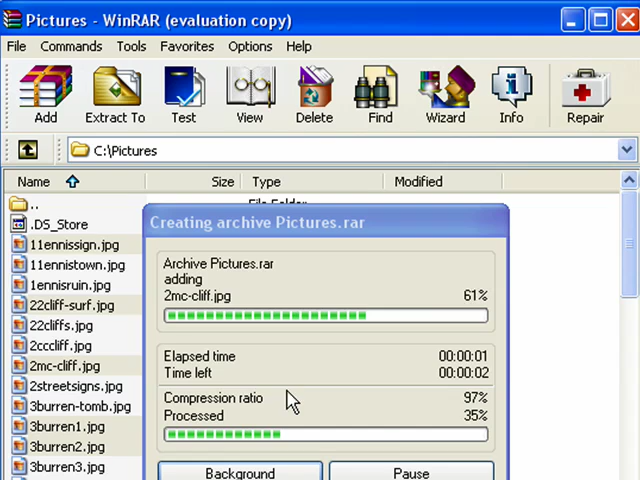 Pictures - WinRAR (evaluation copy)
File Commands Tools Favorites Options Help
Add Extract To Test View Delete Find Wizard Info Repair
C:\Pictures
Name Size Type Modified
..
.DS_Store
11ennissign.jpg
11ennistown.jpg
1ennisruin.jpg
22cliff-surf.jpg
22cliffs.jpg
2cccliff.jpg
2mc-cliff.jpg
2streetsigns.jpg
3burren-tomb.jpg
3burren1.jpg
3burren2.jpg
3burren3.jpg
File Folder
Creating archive Pictures.rar
Archive Pictures.rar
adding
2mc-cliff.jpg 61%
Elapsed time 00:00:01
Time left 00:00:02
Compression ratio 97%
Processed 35%
Background Pause